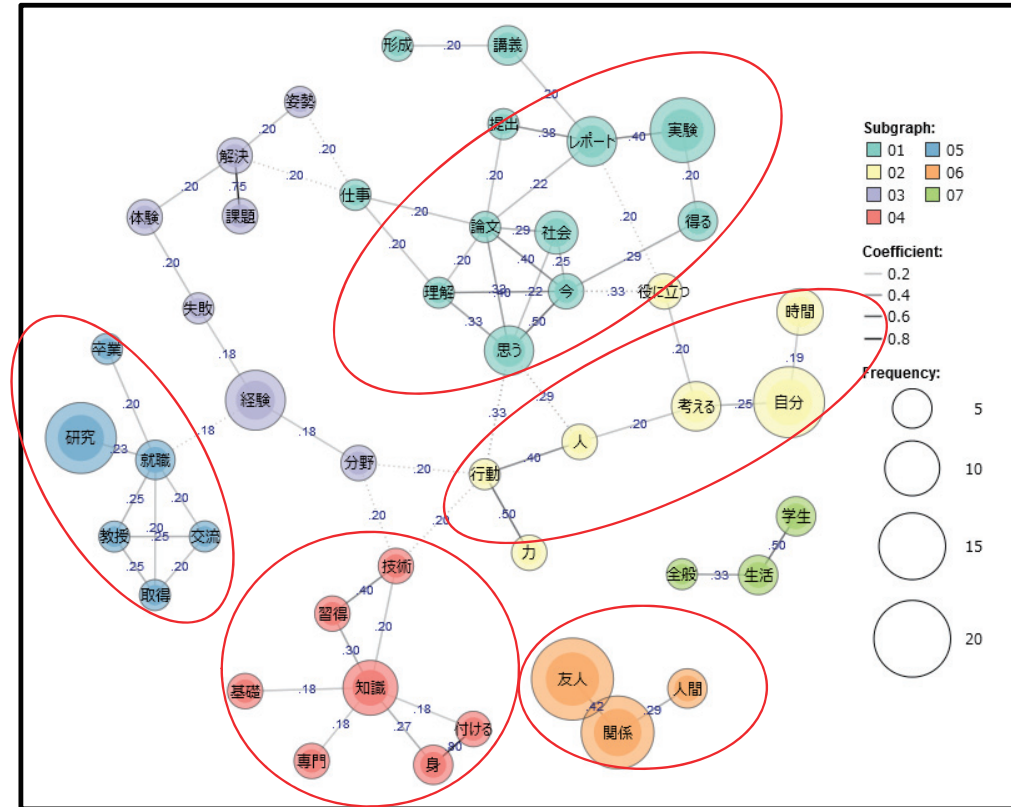 形成
.20
講義
.20
姿勢
提出
.38
レポート
.40
実験
.20
.20
解決
.75
.20
.20
.20
.22
.20
体験
課題
仕事
.20
論文
.29
社会
.20
得る
.20
.20
.20
.40
.25
.29
失敗
理解
.33
.40
.22
今
.33
役に立つ
時間
.33
.50
思う
.20
.19
卒業
.18
.33
.29
考える
.25
自分
.20
経験
.18
.20
研究
.23
就職
.18
分野
.20
行動
.40
人
.25
.20
.20
.25
.20
.20
.50
教授
交流
力
.25
.20
取得
技術
習得
.40
.20
.30
基礎
.18
知識
.18
.18
.27
付ける
.80
専門
身
学生
.50
全般
.33
生活
友人
人間
.42
.29
関係
Subgraph:
01
05
02
06
03
07
04
Coefficient:
0.2
0.4
0.6
0.8
Frequency:
5
10
15
20